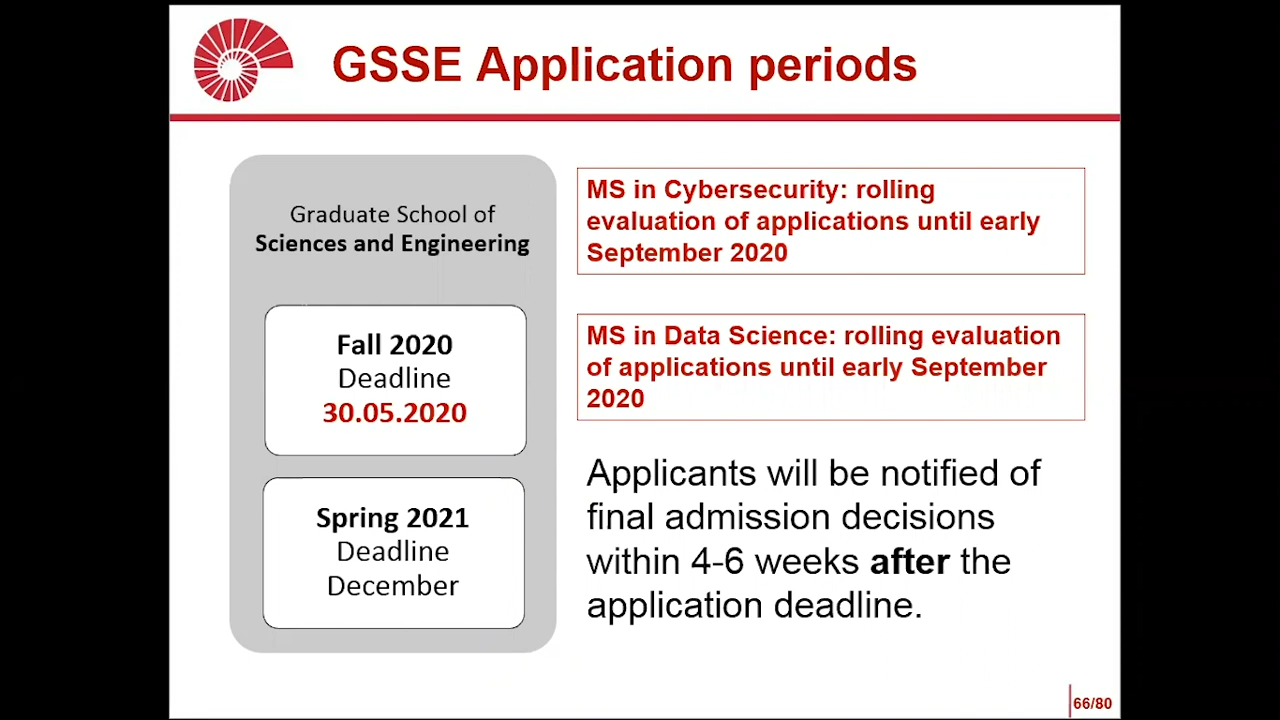 GSSE Application periods
Graduate School of
Sciences and Engineering
Fall 2020
Deadline
30.05.2020
Spring 2021
Deadline
December
MS in Cybersecurity: rolling
evaluation of applications until early
September 2020
MS in Data Science: rolling evaluation
of applications until early September
2020
Applicants will be notified of
final admission decisions
within 4-6 weeks after the
application deadline.
66/80